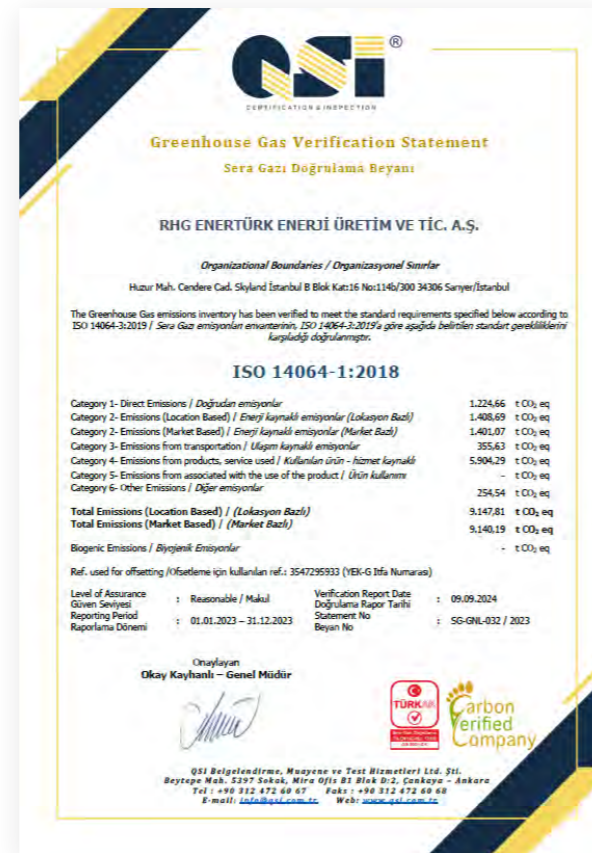 QSI ®
CERTIFICATION & INSPECTION
Greenhouse Gas Verification Statement
Sera Gazı Doğrulama Beyanı
RHG ENERTÜRK ENERJİ ÜRETİM VE TİC. A.Ş.
Organizational Boundaries / Organizasyonel Sınırlar
Huzur Mah. Cendere Cad. Skyland İstanbul B Blok Kat:16 No:114b/300 34306 Sarıyer/İstanbul
The Greenhouse Gas emissions inventory has been verified to meet the standard requirements specified below according to
ISO 14064-3:2019 / Sera Gazı emisyonları envanterinin, ISO 14064-3:2019'a göre aşağıda belirtilen standart gerekliliklerini
karşıladığı doğrulanmıştır.
ISO 14064-1:2018
Category 1- Direct Emissions / Doğrudan emisyonlar 1.224,66 t CO₂ eq
Category 2- Emissions (Location Based) / Enerji kaynaklı emisyonlar (Lokasyon Bazlı) 1.408,69 t CO₂ eq
Category 2- Emissions (Market Based) / Enerji kaynaklı emisyonlar (Market Bazlı) 1.401,07 t CO₂ eq
Category 3- Emissions from transportation / Ulaşım kaynaklı emisyonlar 355,63 t CO₂ eq
Category 4- Emissions from products, service used / Kullanılan ürün - hizmet kaynaklı 5.904,29 t CO₂ eq
Category 5- Emissions from associated with the use of the product / Ürün kullanımı - t CO₂ eq
Category 6- Other Emissions / Diğer emisyonlar 254,54 t CO₂ eq
Total Emissions (Location Based) / (Lokasyon Bazlı) 9.147,81 t CO₂ eq
Total Emissions (Market Based) / (Market Bazlı) 9.140,19 t CO₂ eq
Biogenic Emissions / Biyojenik Emisyonlar - t CO₂ eq
Ref. used for offsetting /Ofsetleme için kullanılan ref.: 3547295933 (YEK-G İtfa Numarası)
Level of Assurance
Güven Seviyesi : Reasonable / Makul
Verification Report Date
Doğrulama Rapor Tarihi : 09.09.2024
Reporting Period
Raporlama Dönemi : 01.01.2023 – 31.12.2023
Statement No
Beyan No : SG-GNL-032 / 2023
Onaylayan
Okay Kayhanlı – Genel Müdür
TÜRKAK
Carbon
Verified
Company
QSI Belgelendirme, Muayene ve Test Hizmetleri Ltd. Şti.
Beytepe Mah. 5397 Sokak, Mira Ofis B1 Blok D:2, Çankaya – Ankara
Tel : +90 312 472 60 67 Faks : +90 312 472 60 68
E-mail: info@qsi.com.tr Web: www.qsi.com.tr